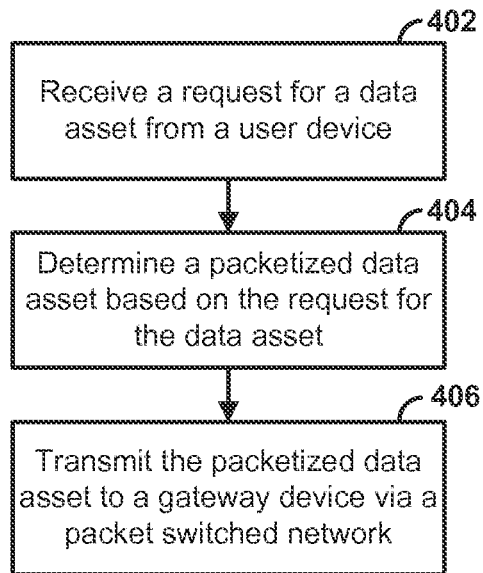 402
Receive a request for a data
asset from a user device
404
Determine a packetized data
asset based on the request for
the data asset
406
Transmit the packetized data
asset to a gateway device via a
packet switched network